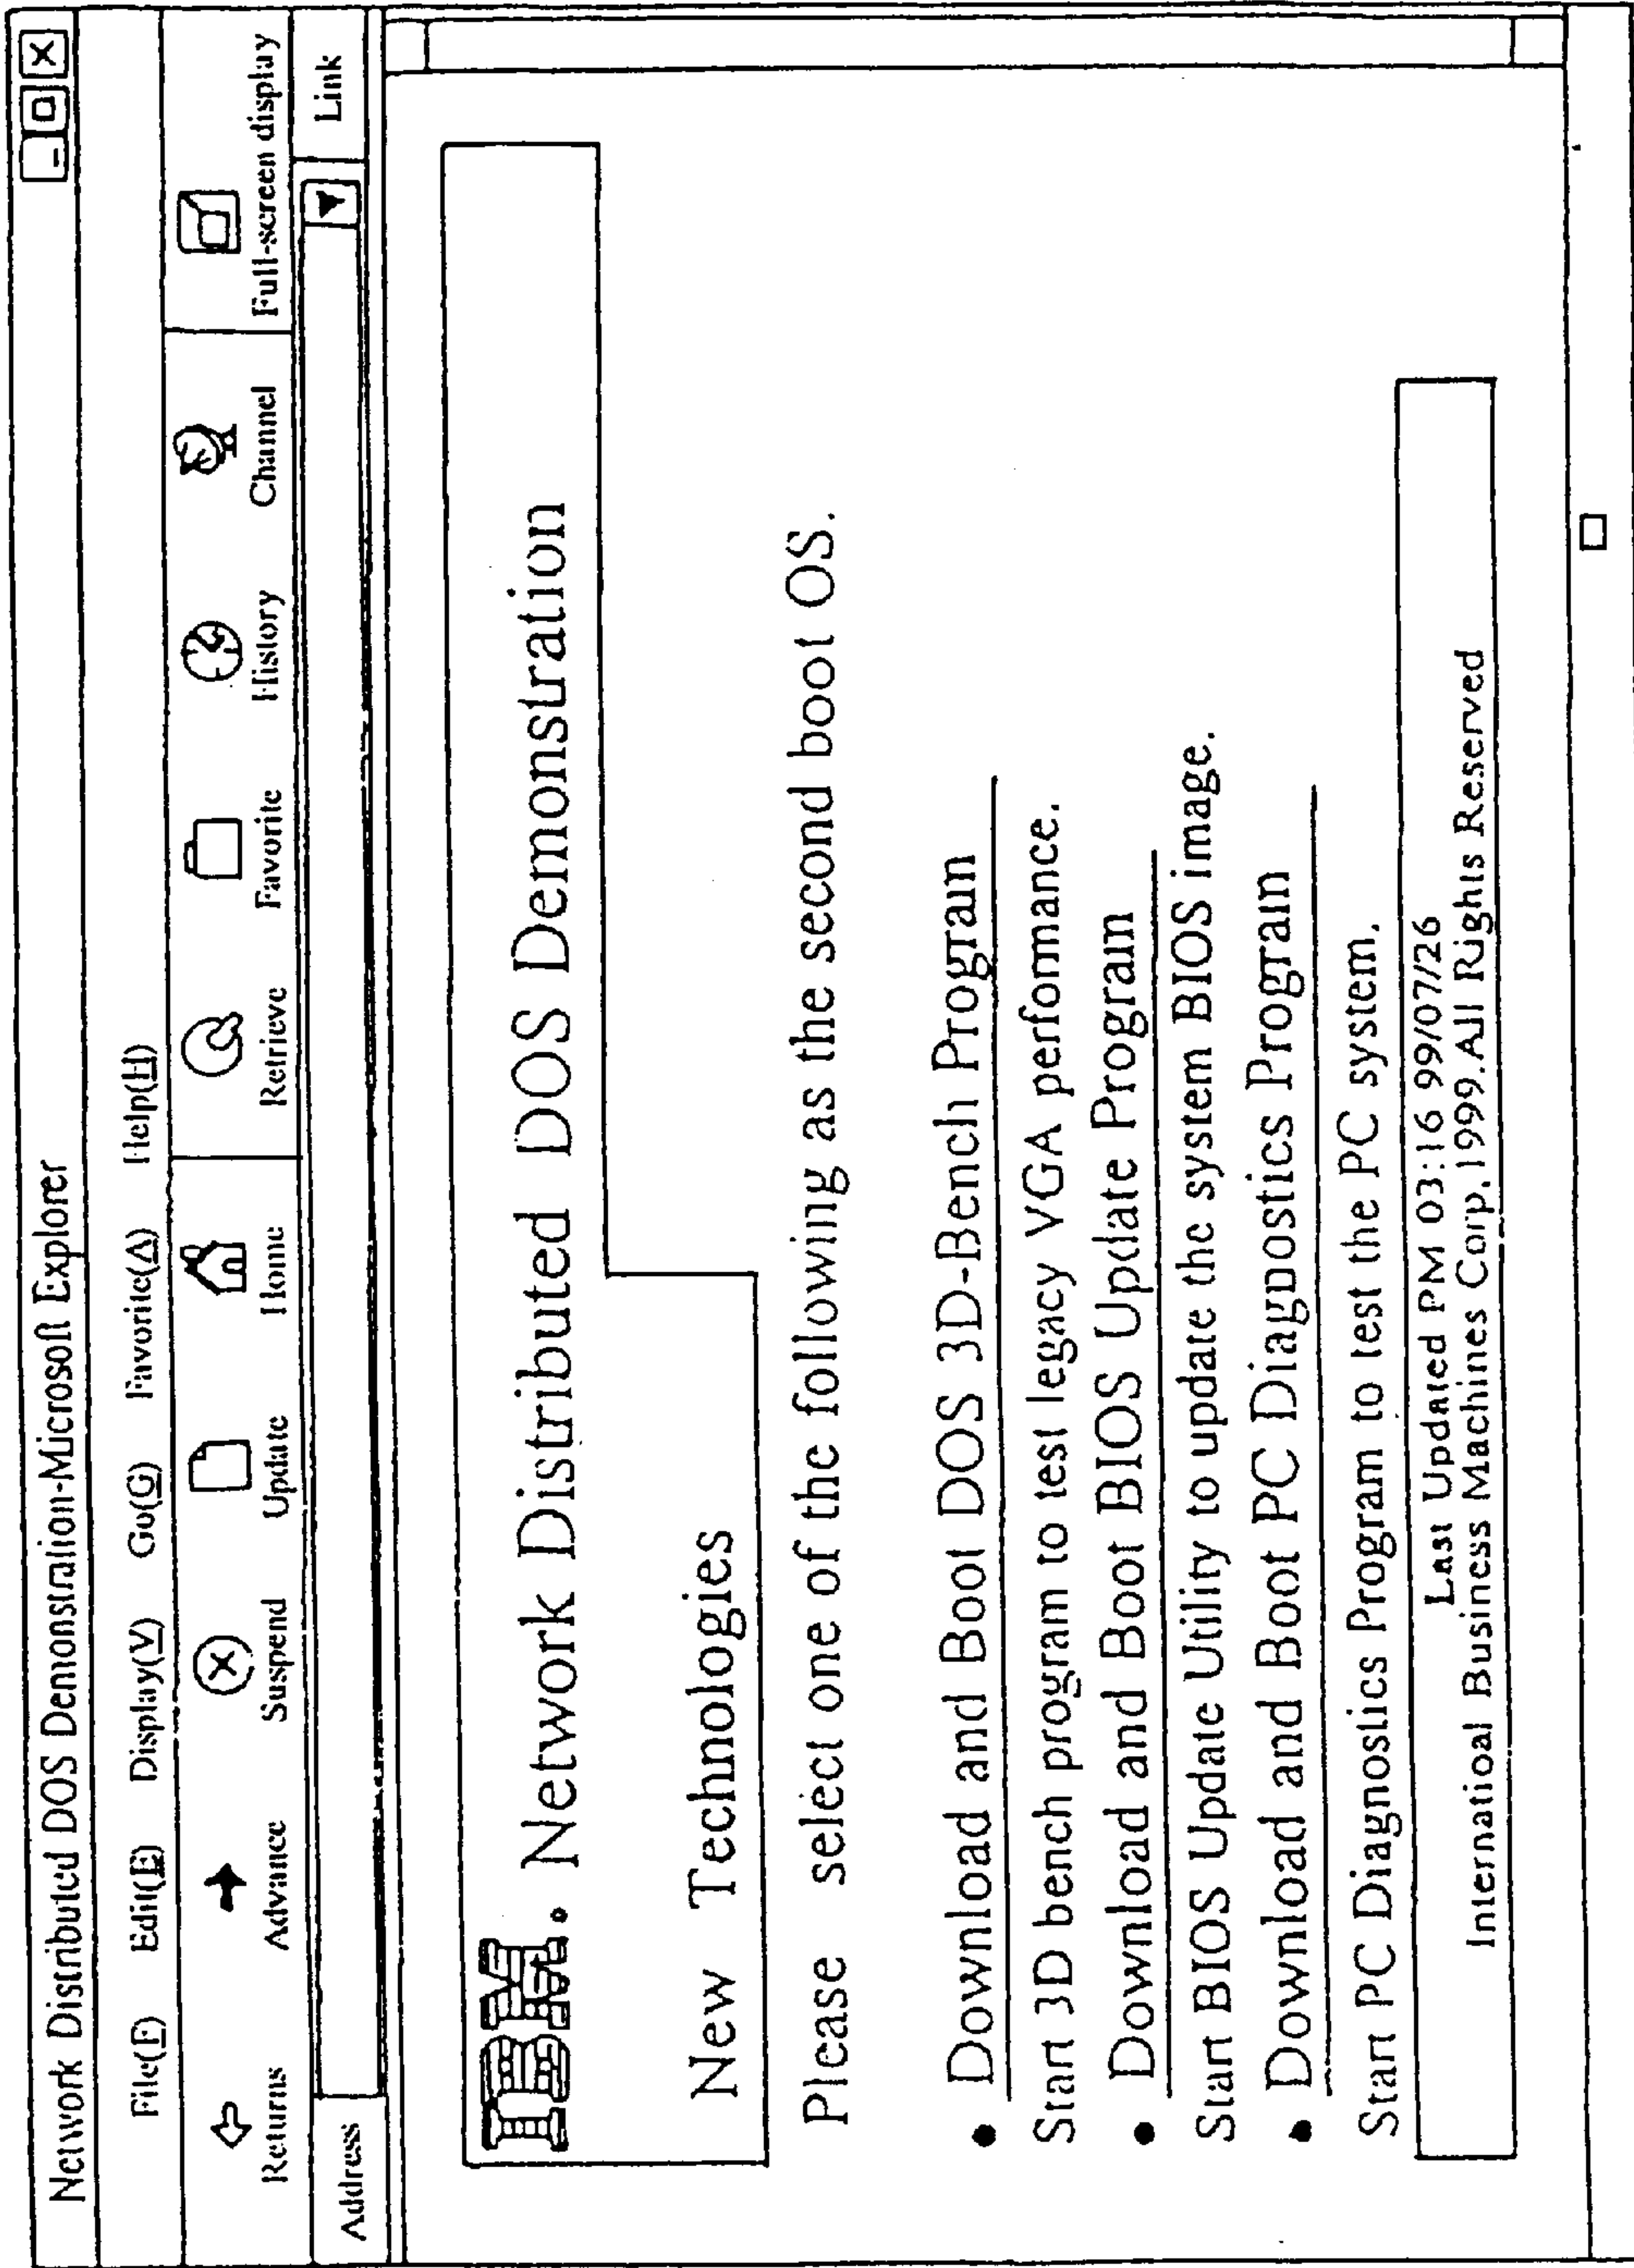 Network Distributed DOS Demonstration-Microsoft Explorer
File(F) Edit(E) Display(V) Go(G) Favorite(A) Help(H)
Returns Advance Suspend Update Home Retrieve Favorite History Channel Full-screen display
Address Link
IBM. Network Distributed DOS Demonstration
New Technologies
Please select one of the following as the second boot OS.
• Download and Boot DOS 3D-Bench Program
Start 3D bench program to test legacy VGA perfomance.
• Download and Boot BIOS Update Program
Start BIOS Update Utility to update the system BIOS image.
• Download and Boot PC Diagnostics Program
Start PC Diagnostics Program to test the PC system.
Last Updated PM 03:16 99/07/26
Internatioal Business Machines Corp,1999.All Rights Reserved